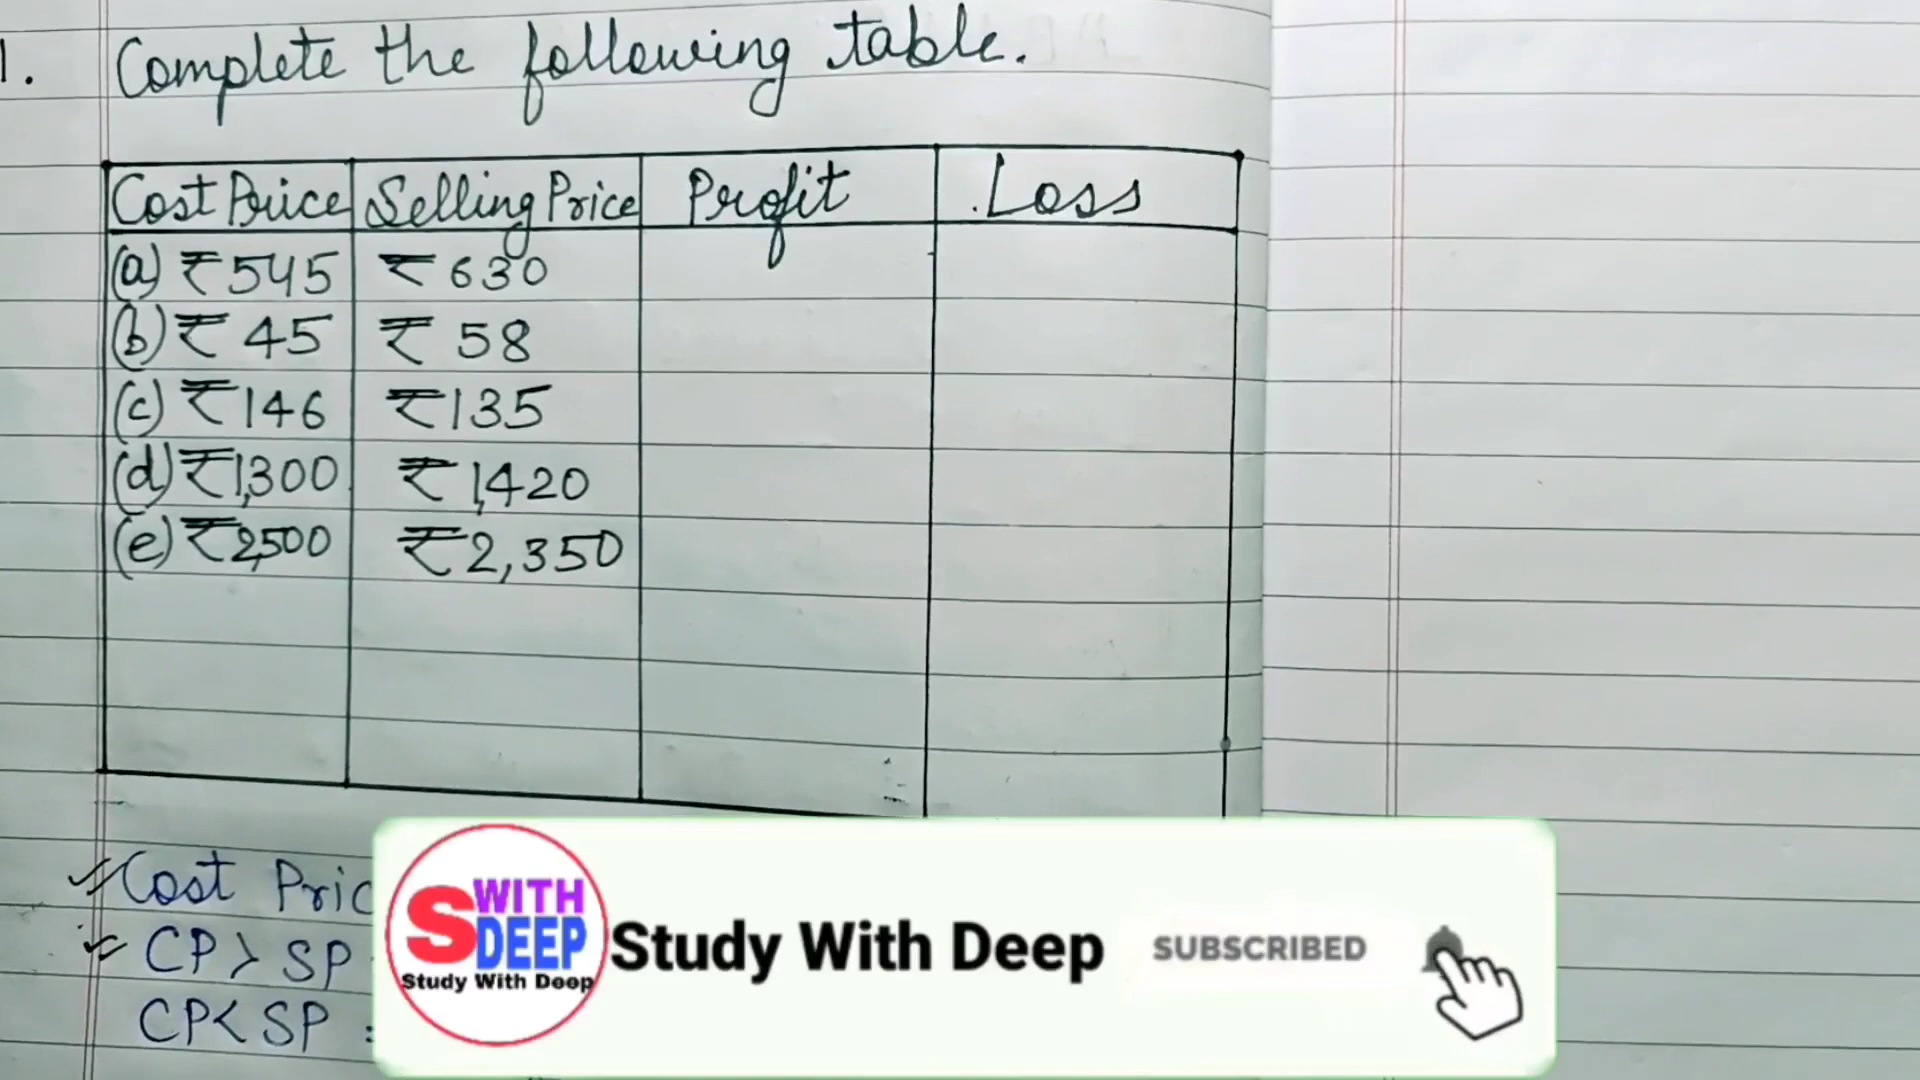 1. Complete the following table.
Cost Price Selling Price Profit Loss
(a) ₹545 ₹630
(b) ₹ 45 ₹ 58
(c) ₹146 ₹135
(d) ₹1,300 ₹1,420
(e) ₹2,500 ₹2,350
Cost Pric
CP > SP
CP < SP :
S WITH DEEP
Study With Deep
Study With Deep SUBSCRIBED